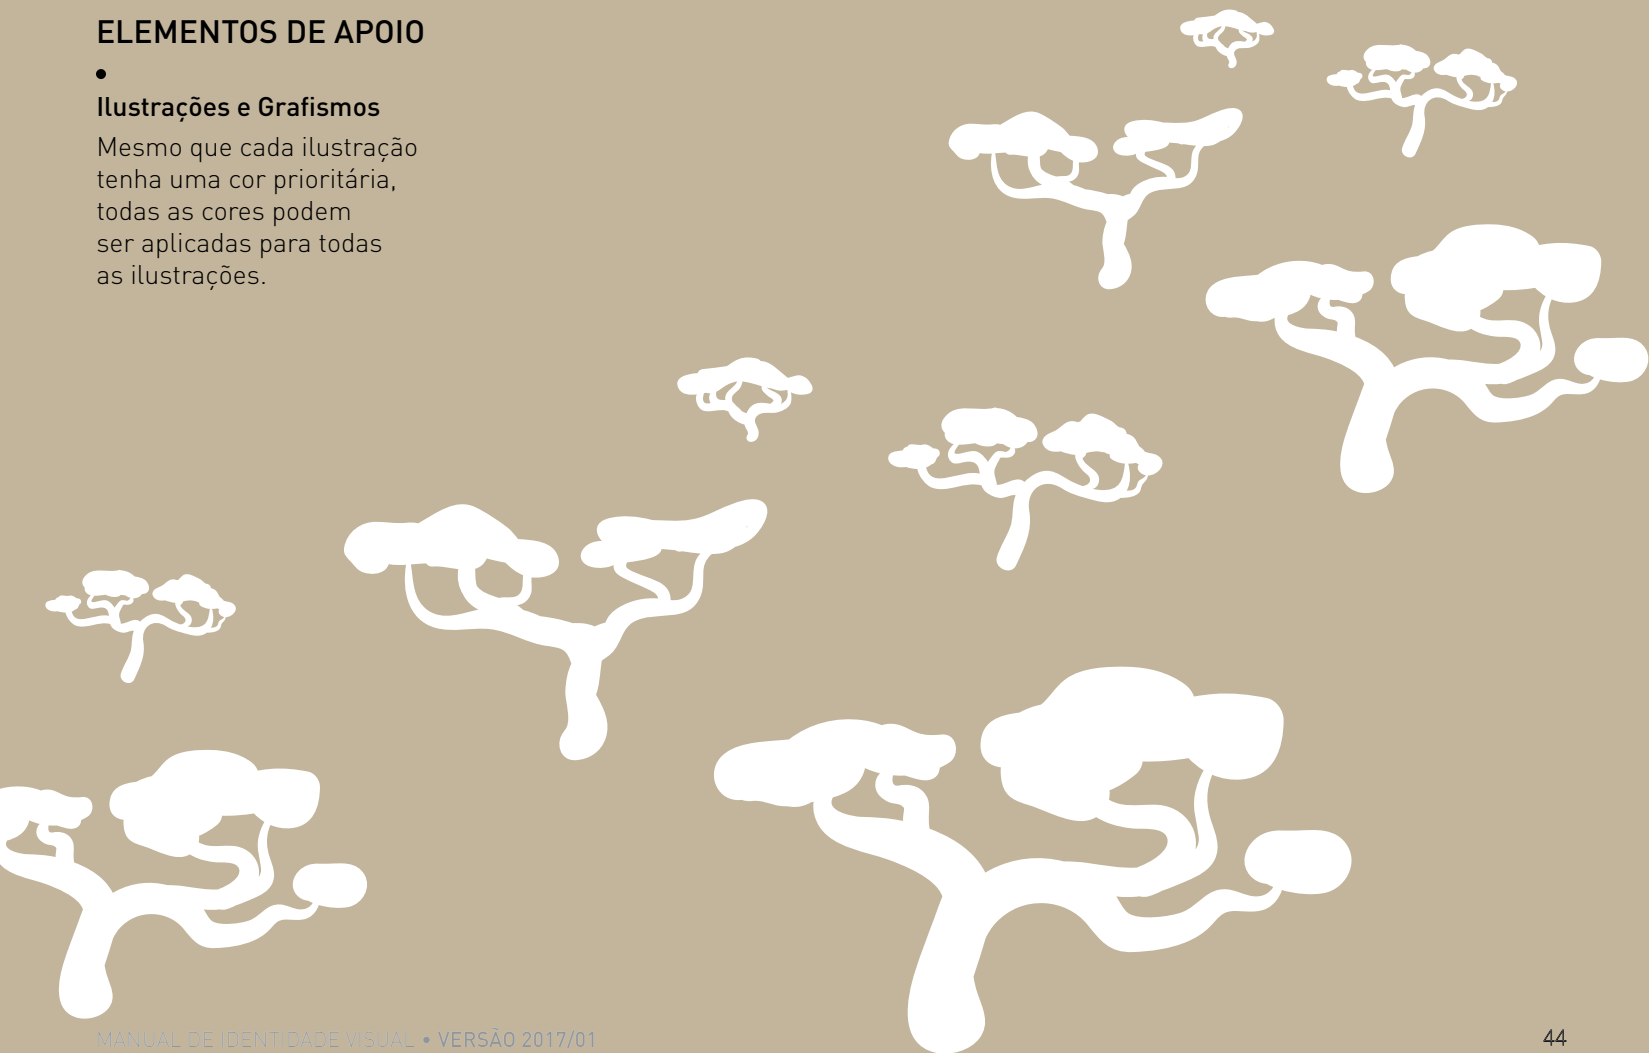 ELEMENTOS DE APOIO
•
Ilustrações e Grafismos
Mesmo que cada ilustração
tenha uma cor prioritária,
todas as cores podem
ser aplicadas para todas
as ilustrações.
MANUAL DE IDENTIDADE VISUAL • VERSÃO 2017/01
44